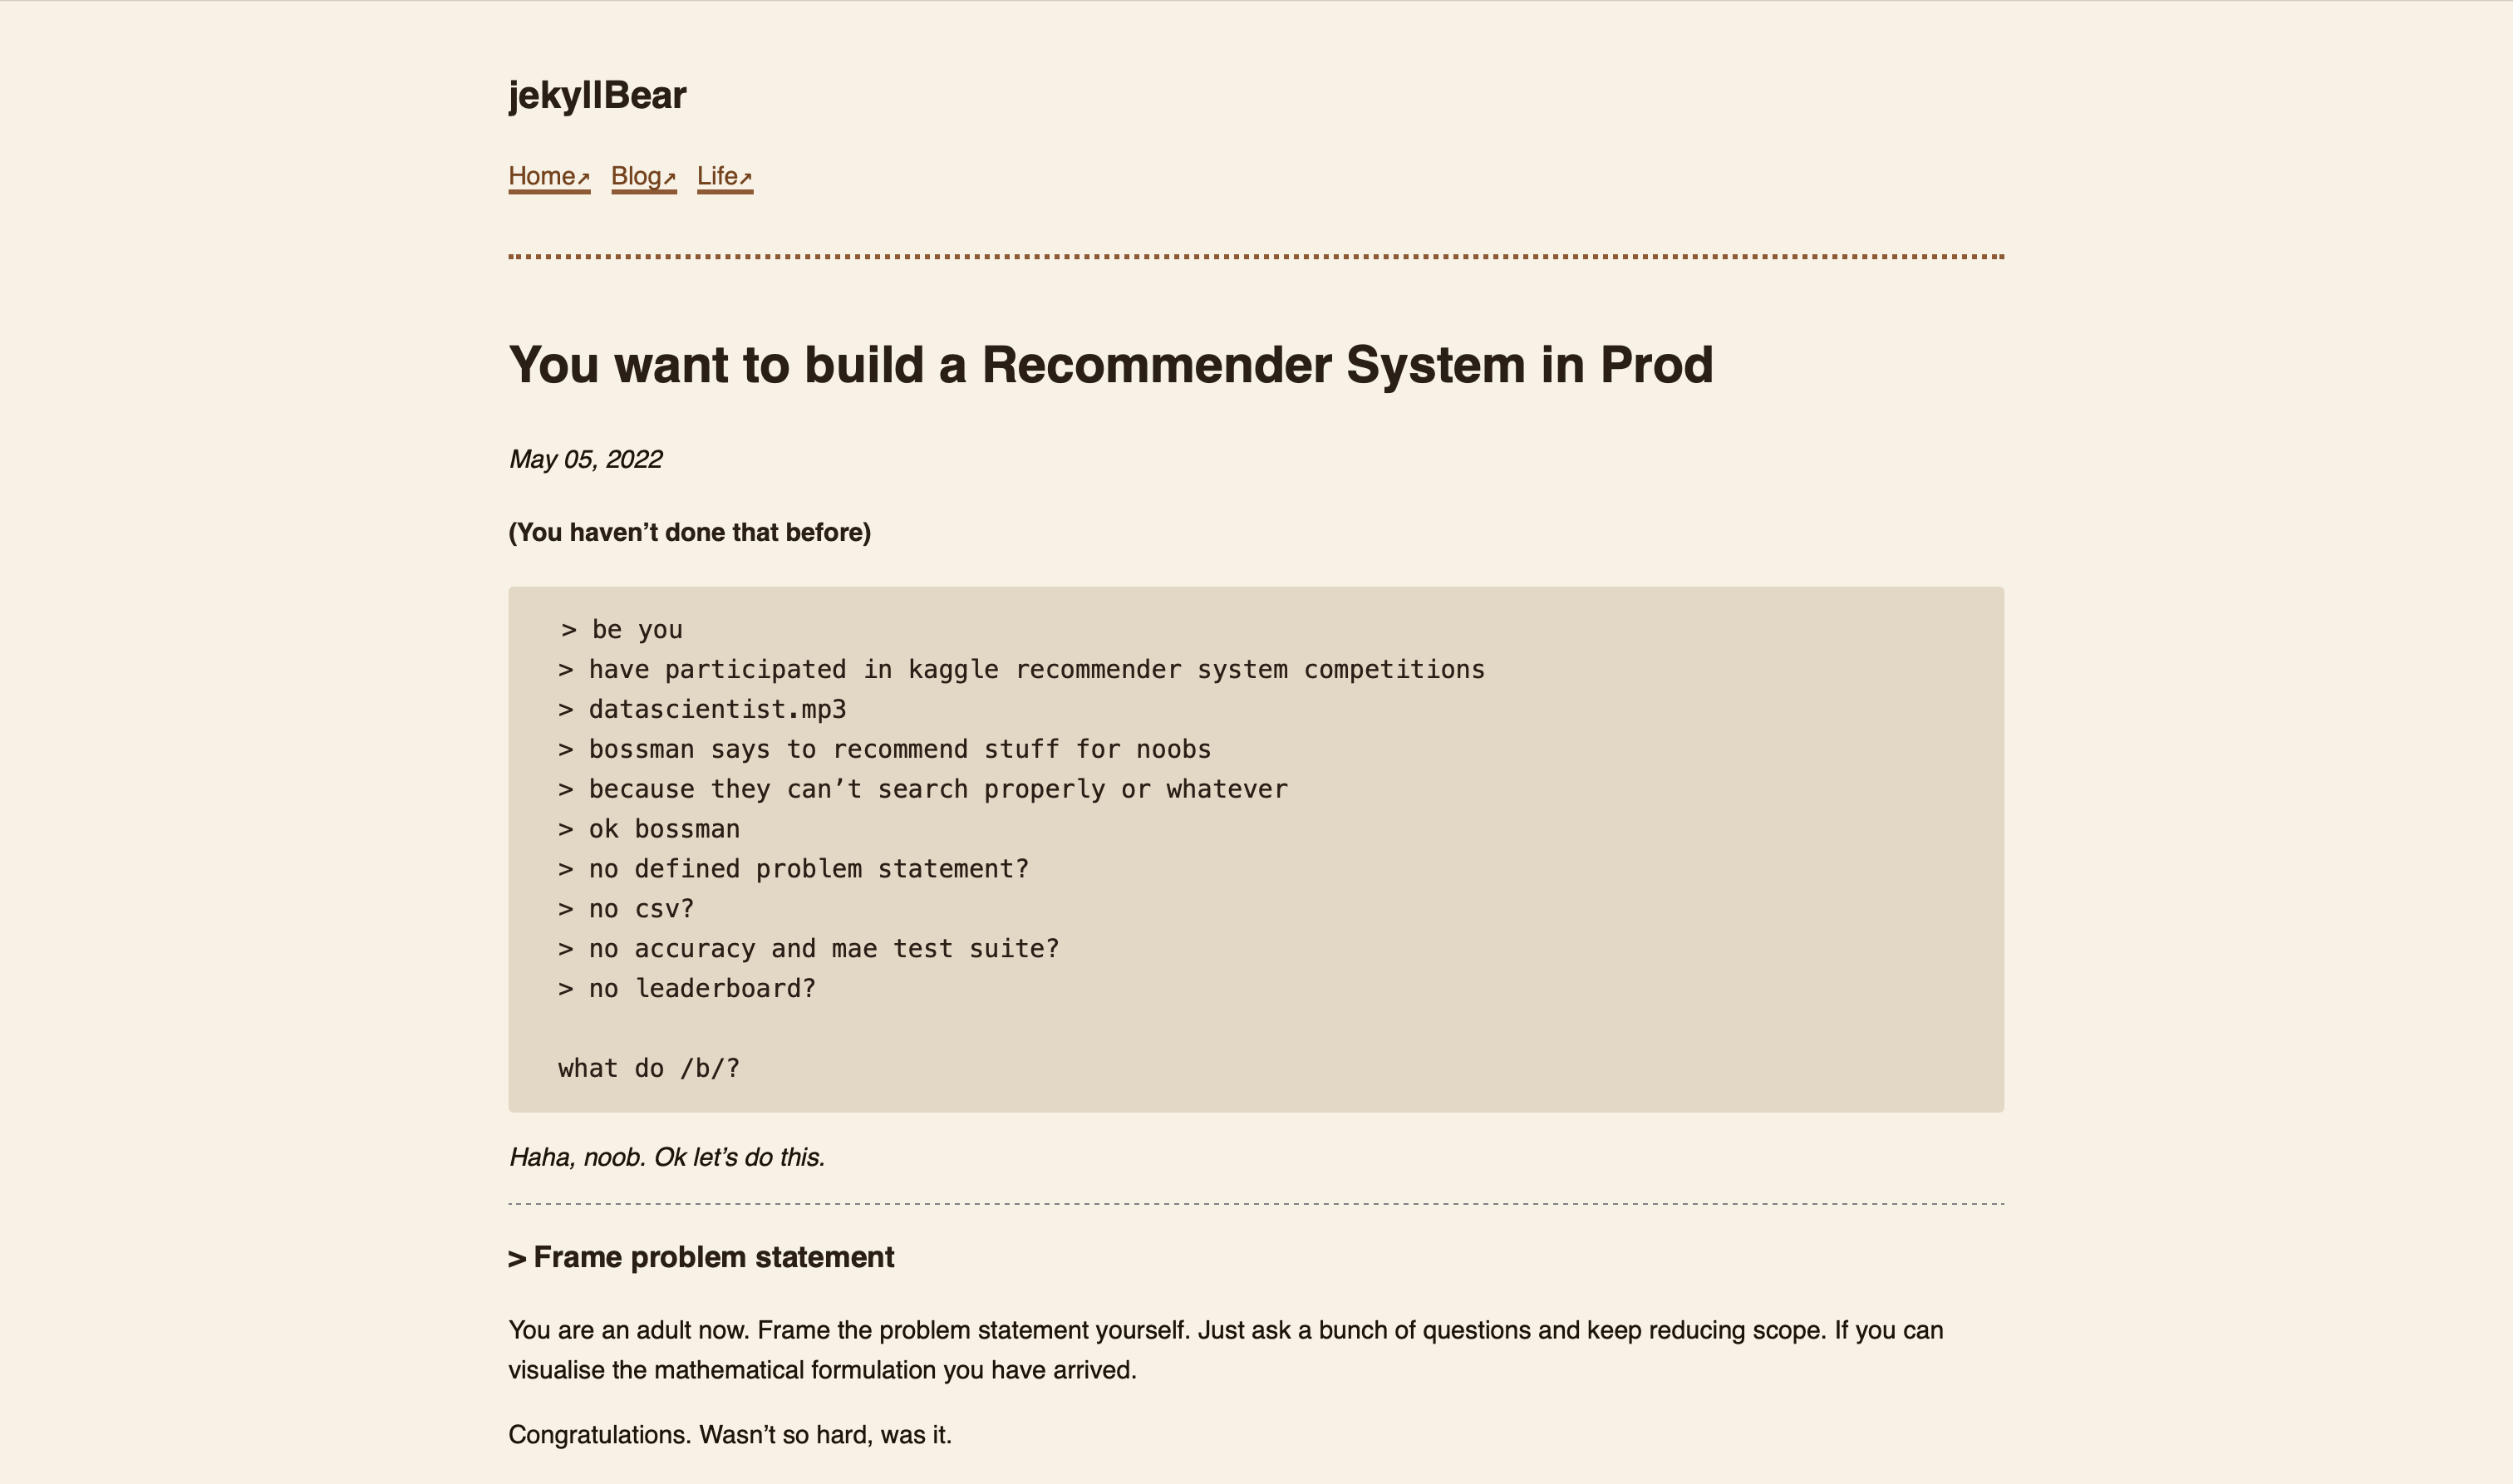 jekyllBear
Home↗ Blog↗ Life↗
You want to build a Recommender System in Prod
May 05, 2022
(You haven’t done that before)
> be you
> have participated in kaggle recommender system competitions
> datascientist.mp3
> bossman says to recommend stuff for noobs
> because they can’t search properly or whatever
> ok bossman
> no defined problem statement?
> no csv?
> no accuracy and mae test suite?
> no leaderboard?
what do /b/?
Haha, noob. Ok let’s do this.
> Frame problem statement
You are an adult now. Frame the problem statement yourself. Just ask a bunch of questions and keep reducing scope. If you can
visualise the mathematical formulation you have arrived.
Congratulations. Wasn’t so hard, was it.